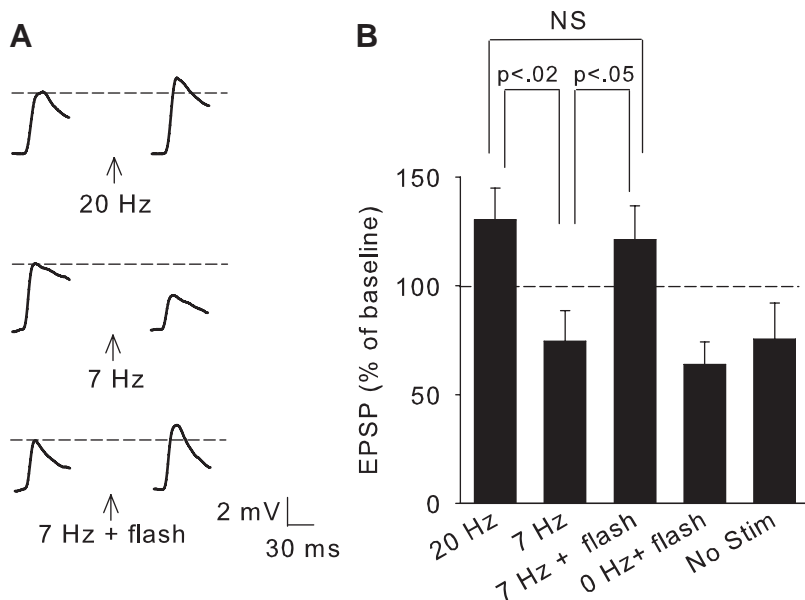 A
20 Hz
7 Hz
7 Hz + flash
2 mV
30 ms
B
NS
p<.02
p<.05
EPSP (% of baseline)
150
100
50
0
20 Hz
7 Hz
7 Hz + flash
0 Hz+ flash
No Stim